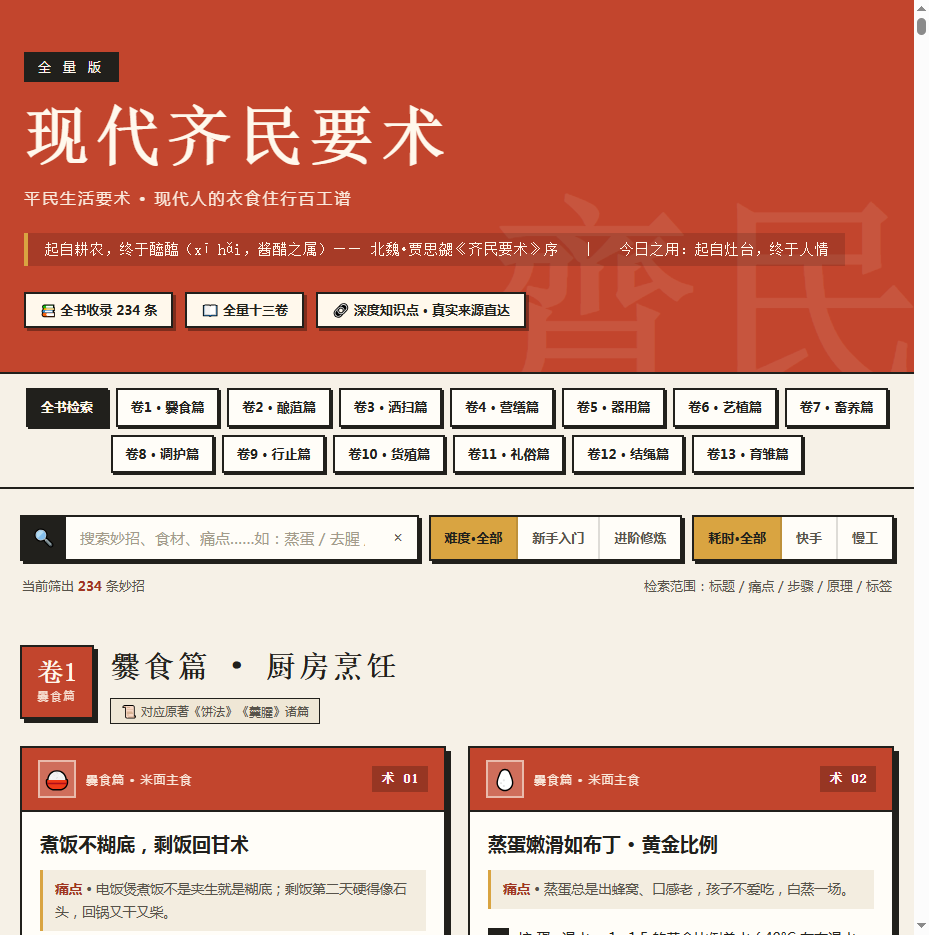 全量版
现代齐民要术
平民生活要术 • 现代人的衣食住行百工谱
齊民
起自耕农，终于醯醢（xī hǎi，酱醋之属）—— 北魏•贾思勰《齐民要术》序 ｜ 今日之用：起自灶台，终于人情
全书收录 234 条
全量十三卷
深度知识点 • 真实来源直达
全书检索
卷1 • 爨食篇
卷2 • 酿菹篇
卷3 • 洒扫篇
卷4 • 营缮篇
卷5 • 器用篇
卷6 • 艺植篇
卷7 • 畜养篇
卷8 • 调护篇
卷9 • 行止篇
卷10 • 货殖篇
卷11 • 礼俗篇
卷12 • 结绳篇
卷13 • 育雏篇
搜索妙招、食材、痛点……如：蒸蛋 / 去腥
×
难度•全部
新手入门
进阶修炼
耗时•全部
快手
慢工
当前筛出 234 条妙招
检索范围：标题 / 痛点 / 步骤 / 原理 / 标签
卷1
爨食篇
爨食篇 • 厨房烹饪
对应原著《饼法》《羹臛》诸篇
爨食篇 • 米面主食
术 01
煮饭不糊底，剩饭回甘术
痛点 • 电饭煲煮饭不是夹生就是糊底；剩饭第二天硬得像石
头，回锅又干又柴。
爨食篇 • 米面主食
术 02
蒸蛋嫩滑如布丁 • 黄金比例
痛点 • 蒸蛋总是出蜂窝、口感老，孩子不爱吃，白蒸一场。